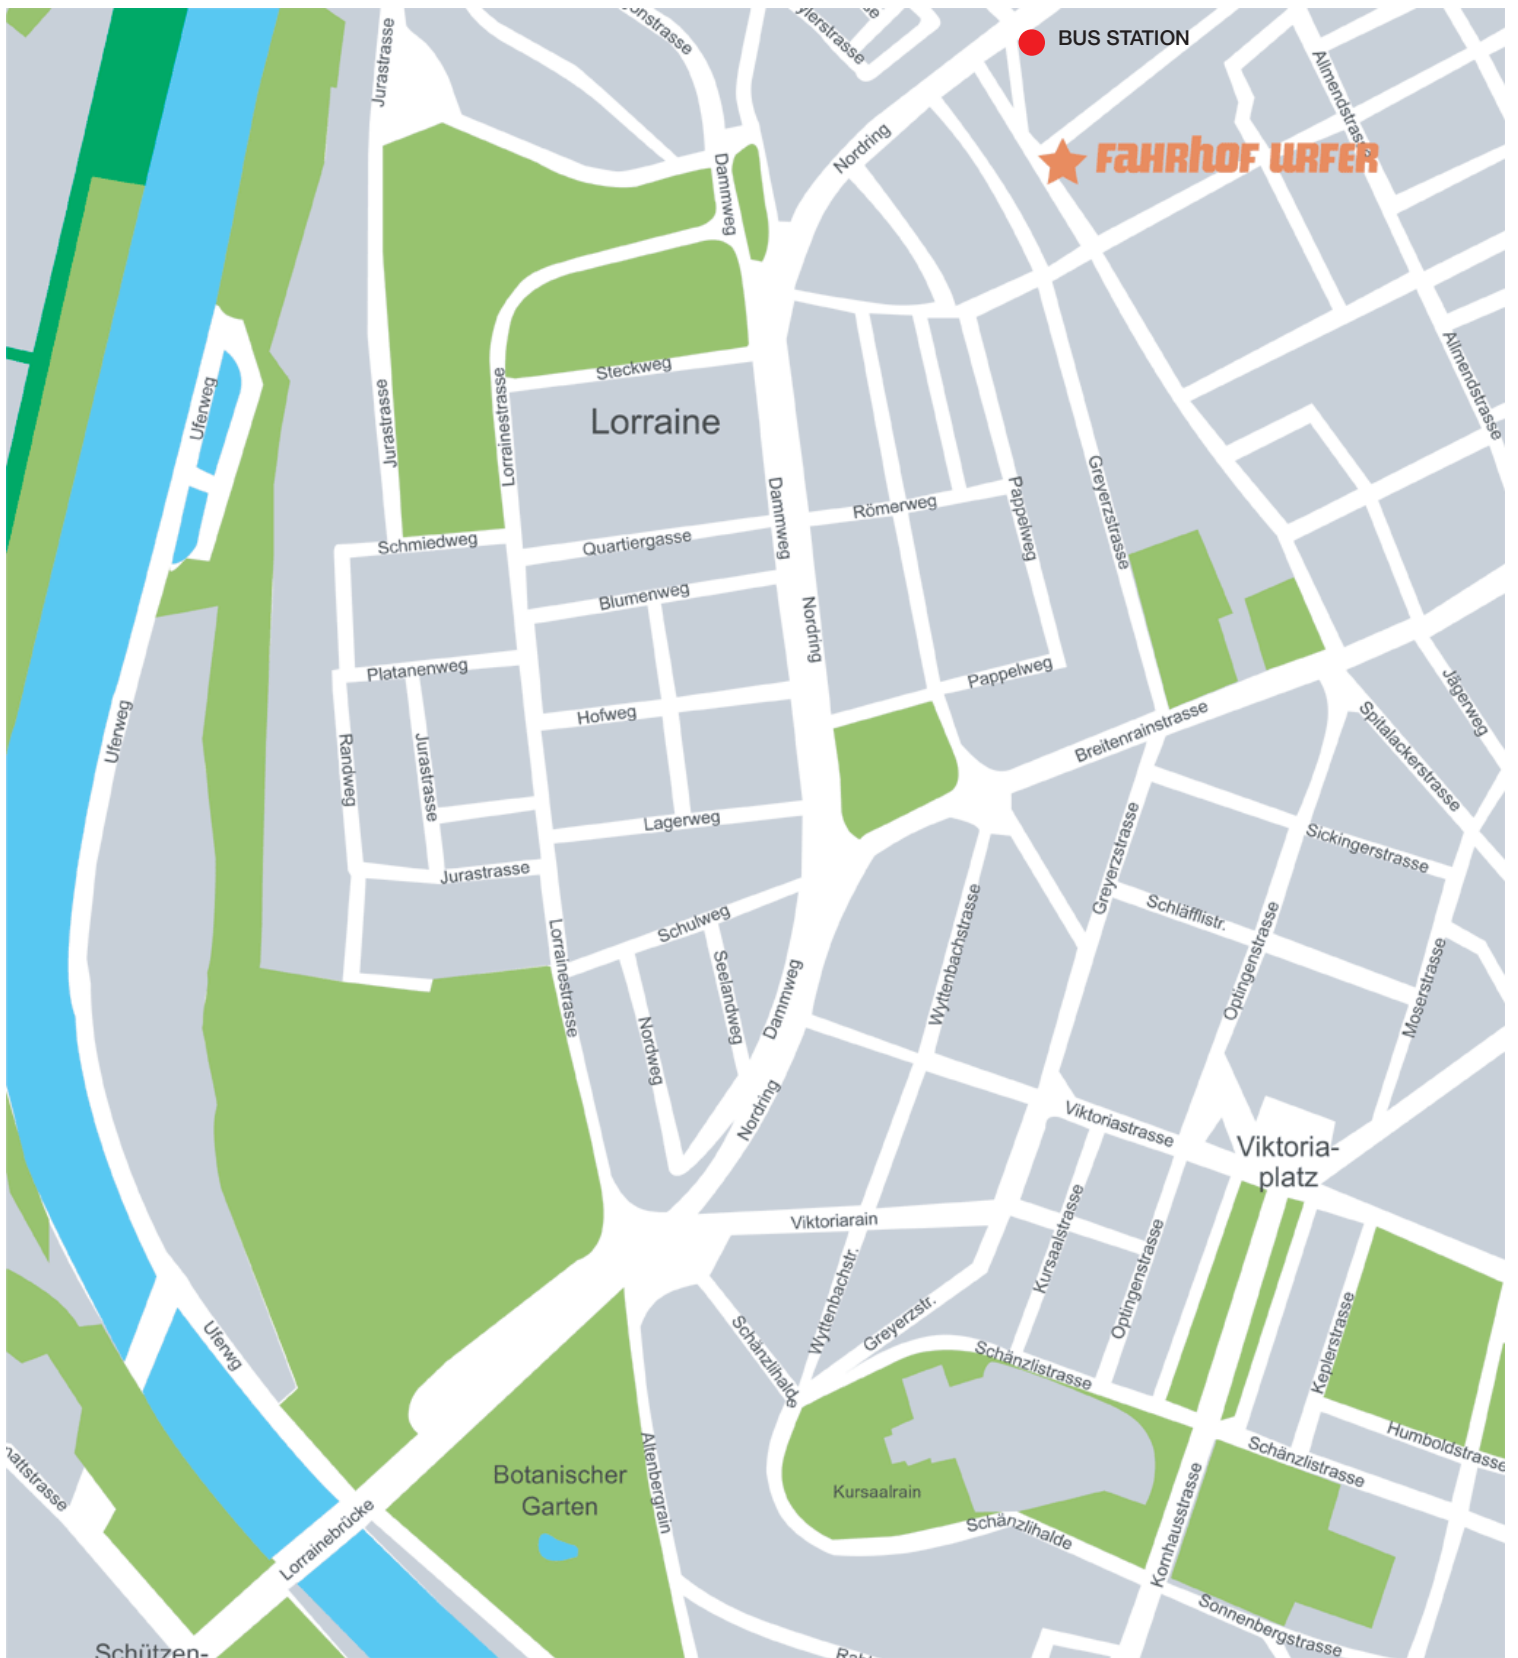 BUS STATION
FAHRHOF URFER
Jurastrasse
Allmendstrasse
Nordring
Dammweg
Allmendstrasse
Steckweg
Uferweg
Jurastrasse
Lorrainestrasse
Lorraine
Greyerzstrasse
Dammweg
Römerweg
Pappelweg
Schmiedweg
Quartiergasse
Blumenweg
Nordring
Platanenweg
Pappelweg
Jägerweg
Uferweg
Hofweg
Breitenrainstrasse
Spitalackerstrasse
Randweg
Jurastrasse
Lagerweg
Greyerzstrasse
Sickingerstrasse
Jurastrasse
Schulweg
Schläfflistr.
Lorrainestrasse
Seelandweg
Dammweg
Wyttenbachstrasse
Optingenstrasse
Moserstrasse
Nordweg
Nordring
Viktoriastrasse
Viktoria-
platz
Viktoriarain
Kursaalstrasse
Optingenstrasse
Wyttenbachstr.
Greyerzstr.
Uferwg
Schänzlihalde
Schänzlistrasse
Keplerstrasse
Humboldtstrasse
Schänzlistrasse
Altenbergrain
Botanischer
Garten
Kursaalrain
Lorrainebrücke
Schänzlihalde
Kornhausstrasse
Sonnenbergstrasse
Schützen-